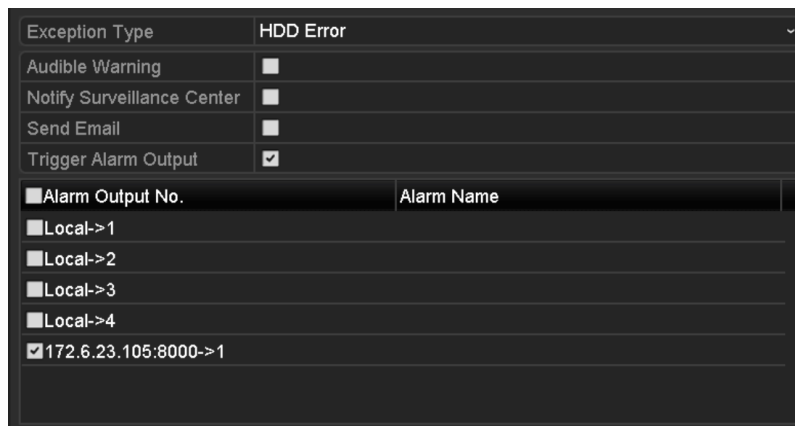 Exception Type HDD Error
Audible Warning
Notify Surveillance Center
Send Email
Trigger Alarm Output
Alarm Output No. Alarm Name
Local->1
Local->2
Local->3
Local->4
172.6.23.105:8000->1